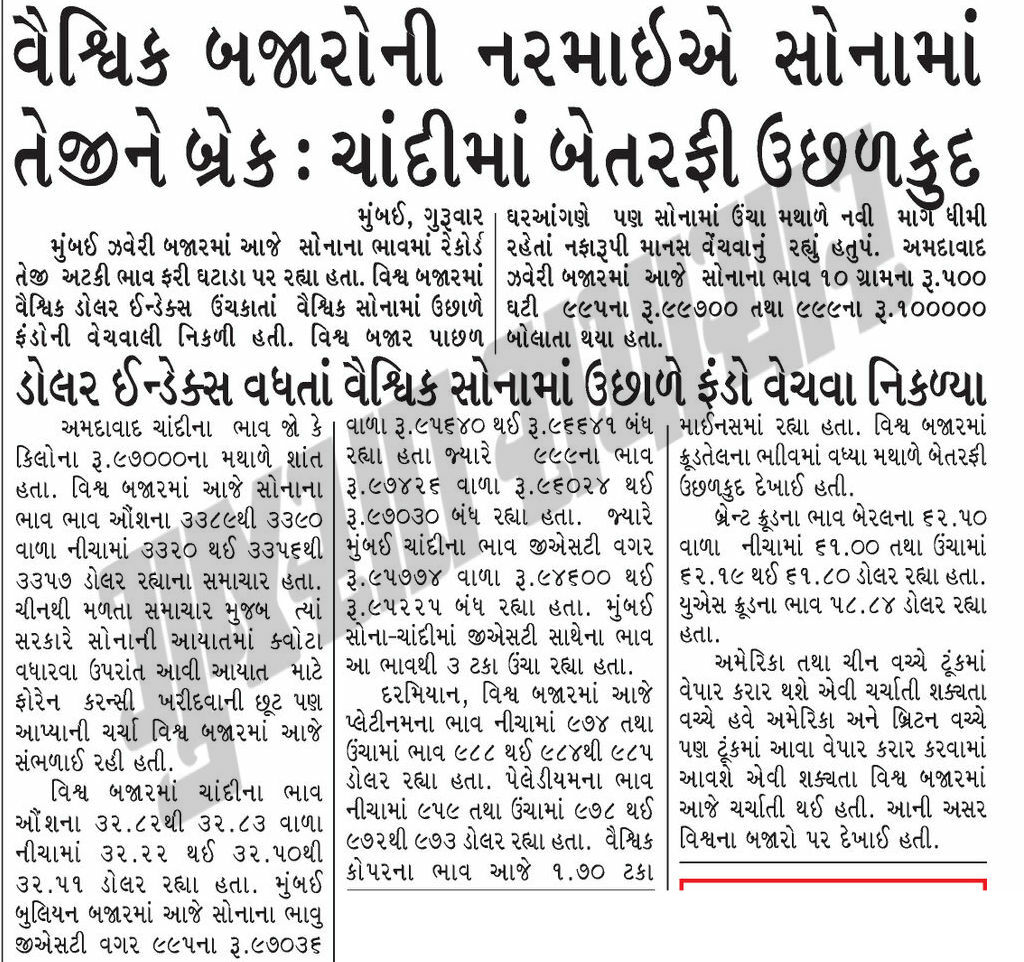 વૈશ્વિક બજારોની નરમાઈએ સોનામાં
તેજીને બ્રેક : ચાંદીમાં બેતરફી ઉછળકુદ
મુંબઈ, ગુરૂવાર
મુંબઈ ઝવેરી બજારમાં આજે સોનાના ભાવમાં રેકોર્ડ
તેજી અટકી ભાવ ફરી ઘટાડા પર રહ્યા હતા. વિશ્વ બજારમાં
વૈશ્વિક ડોલર ઈન્ડેક્સ ઉંચકાતાં વૈશ્વિક સોનામાં ઉછાળે
ફંડોની વેચવાલી નિકળી હતી. વિશ્વ બજાર પાછળ
ઘરઆંગણે પણ સોનામાં ઉંચા મથાળે નવી માગ ધીમી
રહેતાં નફારૂપી માનસ વેંચવાનું રહ્યું હતુપં. અમદાવાદ
ઝવેરી બજારમાં આજે સોનાના ભાવ ૧૦ ગ્રામના રૂ.૫૦૦
ઘટી ૯૯૫ના રૂ.૯૯૭૦૦ તથા ૯૯૯ના રૂ.૧૦૦૦૦૦
બોલાતા થયા હતા.
ડોલર ઈન્ડેક્સ વધતાં વૈશ્વિક સોનામાં ઉછાળે ફંડો વેચવા નિકળ્યા
અમદાવાદ ચાંદીના ભાવ જો કે
કિલોના રૂ.૯૭૦૦૦ના મથાળે શાંત
હતા. વિશ્વ બજારમાં આજે સોનાના
ભાવ ભાવ ઔંશના ૩૩૮૯થી ૩૩૯૦
વાળા નીચામાં ૩૩૨૦ થઈ ૩૩૫૬થી
૩૩૫૭ ડોલર રહ્યાના સમાચાર હતા.
ચીનથી મળતા સમાચાર મુજબ ત્યાં
સરકારે સોનાની આયાતમાં ક્વોટા
વધારવા ઉપરાંત આવી આયાત માટે
ફોરેન કરન્સી ખરીદવાની છૂટ પણ
આપ્યાની ચર્ચા વિશ્વ બજારમાં આજે
સંભળાઈ રહી હતી.
વિશ્વ બજારમાં ચાંદીના ભાવ
ઔંશના ૩૨.૮૨થી ૩૨.૮૩ વાળા
નીચામાં ૩૨.૨૨ થઈ ૩૨.૫૦થી
૩૨.૫૧ ડોલર રહ્યા હતા. મુંબઈ
બુલિયન બજારમાં આજે સોનાના ભાવુ
જીએસટી વગર ૯૯૫ના રૂ.૯૭૦૩૬
વાળા રૂ.૯૫૬૪૦ થઈ રૂ.૯૬૬૪૧ બંધ
રહ્યા હતા જ્યારે ૯૯૯ના ભાવ
રૂ.૯૭૪૨૬ વાળા રૂ.૯૬૦૨૪ થઈ
રૂ.૯૭૦૩૦ બંધ રહ્યા હતા. જ્યારે
મુંબઈ ચાંદીના ભાવ જીએસટી વગર
રૂ.૯૫૭૭૪ વાળા રૂ.૯૪૬૦૦ થઈ
રૂ.૯૫૨૨૫ બંધ રહ્યા હતા. મુંબઈ
સોના-ચાંદીમાં જીએસટી સાથેના ભાવ
આ ભાવથી ૩ ટકા ઉંચા રહ્યા હતા.
દરમિયાન, વિશ્વ બજારમાં આજે
પ્લેટીનમના ભાવ નીચામાં ૯૭૪ તથા
ઉંચામાં ભાવ ૯૮૮ થઈ ૯૮૪થી ૯૮૫
ડોલર રહ્યા હતા. પેલેડીયમના ભાવ
નીચામાં ૯૫૯ તથા ઉંચામાં ૯૭૮ થઈ
૯૭૨થી ૯૭૩ ડોલર રહ્યા હતા. વૈશ્વિક
કોપરના ભાવ આજે ૧.૭૦ ટકા
માઈનસમાં રહ્યા હતા. વિશ્વ બજારમાં
ક્રૂડતેલના ભાીવમાં વધ્યા મથાળે બેતરફી
ઉછળકુદ દેખાઈ હતી.
બ્રેન્ટ ક્રૂડના ભાવ બેરલના ૬૨.૫૦
વાળા નીચામાં ૬૧.૦૦ તથા ઉંચામાં
૬૨.૧૯ થઈ ૬૧.૮૦ ડોલર રહ્યા હતા.
યુએસ ક્રૂડના ભાવ ૫૮.૮૪ ડોલર રહ્યા
હતા.
અમેરિકા તથા ચીન વચ્ચે ટૂંકમાં
વેપાર કરાર થશે એવી ચર્ચાતી શક્યતા
વચ્ચે હવે અમેરિકા અને બ્રિટન વચ્ચે
પણ ટૂંકમાં આવા વેપાર કરાર કરવામાં
આવશે એવી શક્યતા વિશ્વ બજારમાં
આજે ચર્ચાતી થઈ હતી. આની અસર
વિશ્વના બજારો પર દેખાઈ હતી.
ગુજરાત સમાચાર